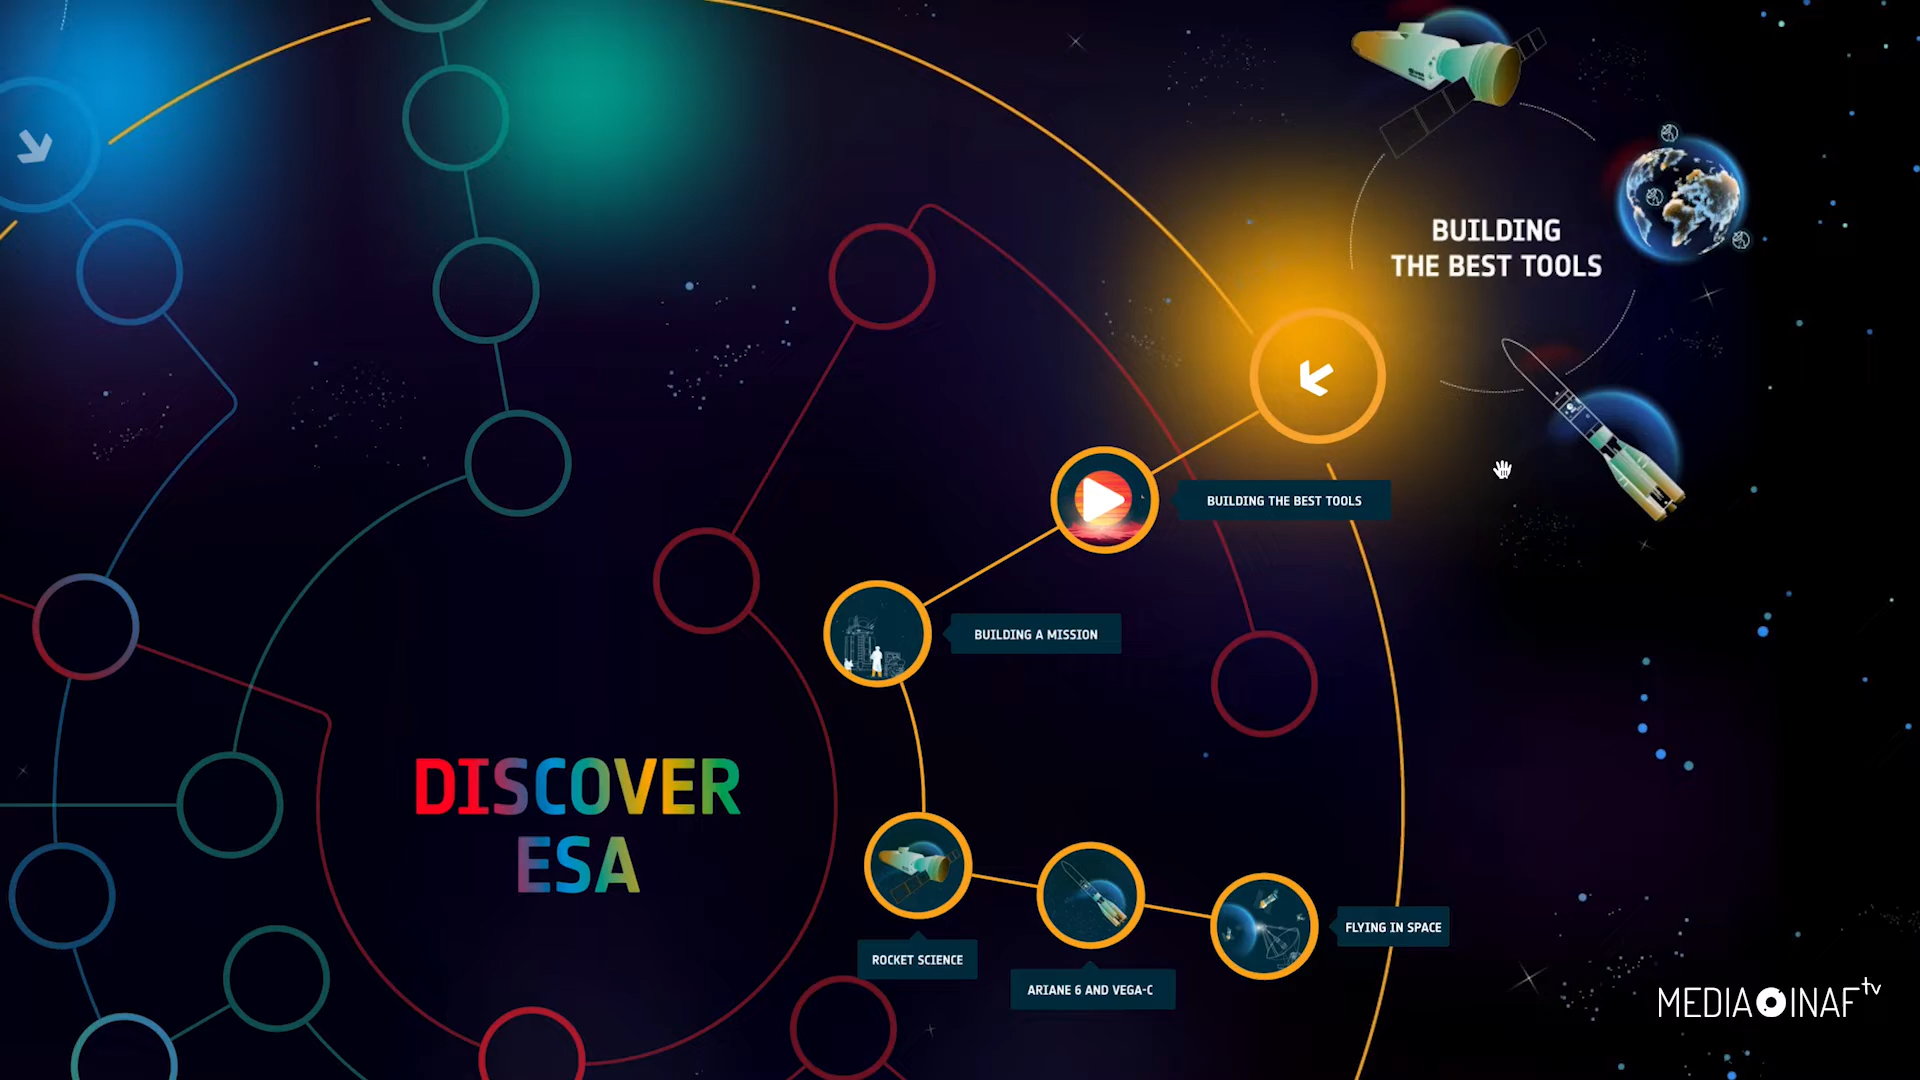 BUILDING
THE BEST TOOLS
BUILDING THE BEST TOOLS
BUILDING A MISSION
DISCOVER
ESA
ROCKET SCIENCE
ARIANE 6 AND VEGA-C
FLYING IN SPACE
MEDIA INAF tv